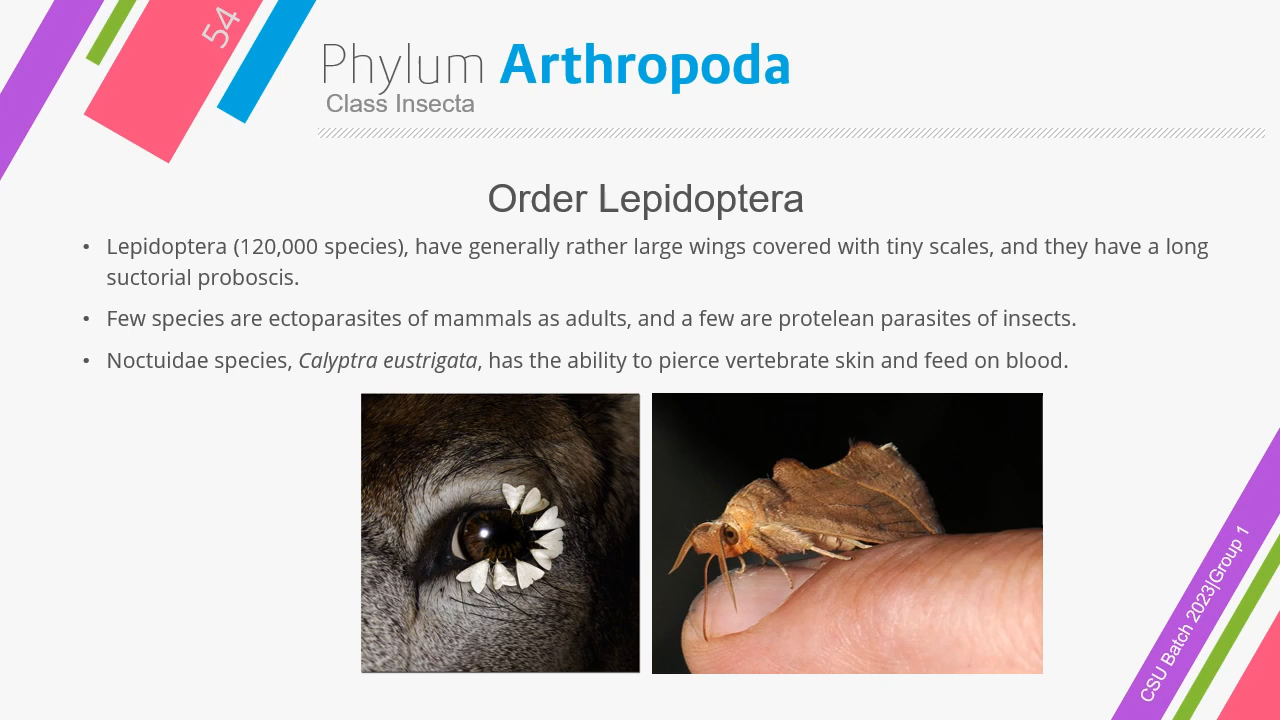 54
Phylum Arthropoda
Class Insecta
Order Lepidoptera
• Lepidoptera (120,000 species), have generally rather large wings covered with tiny scales, and they have a long
suctorial proboscis.
• Few species are ectoparasites of mammals as adults, and a few are protelean parasites of insects.
• Noctuidae species, Calyptra eustrigata, has the ability to pierce vertebrate skin and feed on blood.
CSU Batch 2023|Group 1